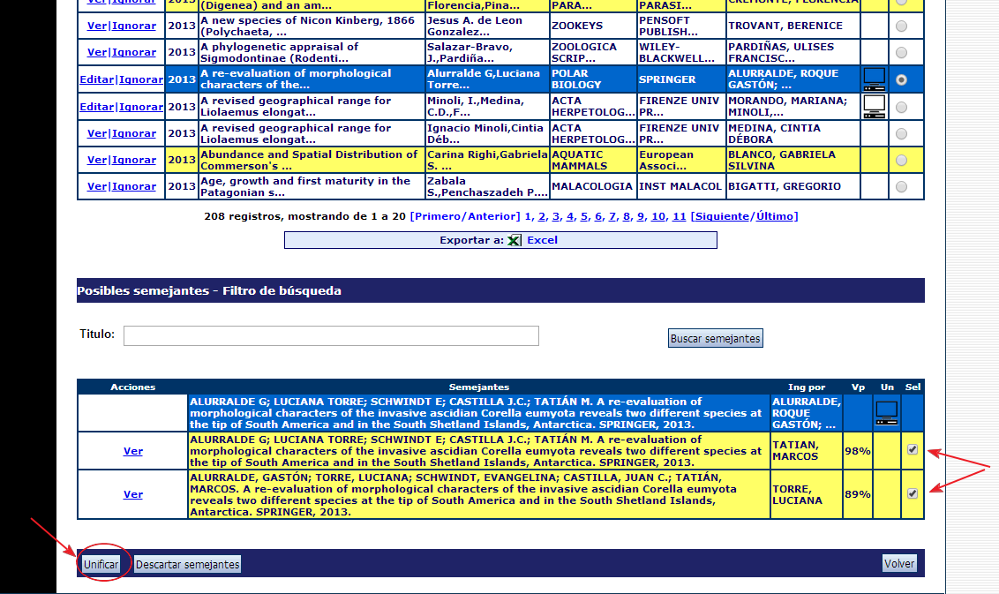 Ver|Ignorar 2013 (Digenea) and an am... Florencia,Pina... PARA... PARASI... CREMONTE, FLORENCIA
Ver|Ignorar 2013 A new species of Nicon Kinberg, 1866 (Polychaeta, ... Jesus A. de Leon Gonzalez... ZOOKEYS PENSOFT PUBLISH... TROVANT, BERENICE
Ver|Ignorar 2013 A phylogenetic appraisal of Sigmodontinae (Rodenti... Salazar-Bravo, J.,Pardiña... ZOOLOGICA SCRIP... WILEY-BLACKWELL... PARDIÑAS, ULISES FRANCISC...
Editar|Ignorar 2013 A re-evaluation of morphological characters of the... Alurralde G,Luciana Torre... POLAR BIOLOGY SPRINGER ALURRALDE, ROQUE GASTÓN; ...
Editar|Ignorar 2013 A revised geographical range for Liolaemus elongat... Minoli, I.,Medina, C.D.,F... ACTA HERPETOLOG... FIRENZE UNIV PR... MORANDO, MARIANA; MINOLI,...
Ver|Ignorar 2013 A revised geographical range for Liolaemus elongat... Ignacio Minoli,Cintia Déb... ACTA HERPETOLOG... FIRENZE UNIV PR... MEDINA, CINTIA DÉBORA
Ver|Ignorar 2013 Abundance and Spatial Distribution of Commerson's ... Carina Righi,Gabriela S. ... AQUATIC MAMMALS European Associ... BLANCO, GABRIELA SILVINA
Ver|Ignorar 2013 Age, growth and first maturity in the Patagonian s... Zabala S.,Penchaszadeh P.... MALACOLOGIA INST MALACOL BIGATTI, GREGORIO
208 registros, mostrando de 1 a 20 [Primero/Anterior] 1, 2, 3, 4, 5, 6, 7, 8, 9, 10, 11 [Siguiente/Último]
Exportar a: Excel
Posibles semejantes - Filtro de búsqueda
Titulo: Buscar semejantes
Acciones Semejantes Ing por Vp Un Sel
ALURRALDE G; LUCIANA TORRE; SCHWINDT E; CASTILLA J.C.; TATIÁN M. A re-evaluation of
morphological characters of the invasive ascidian Corella eumyota reveals two different species at
the tip of South America and in the South Shetland Islands, Antarctica. SPRINGER, 2013.
ALURRALDE,
ROQUE
GASTÓN; ...
Ver
ALURRALDE G; LUCIANA TORRE; SCHWINDT E; CASTILLA J.C.; TATIÁN M. A re-evaluation of
morphological characters of the invasive ascidian Corella eumyota reveals two different species at
the tip of South America and in the South Shetland Islands, Antarctica. SPRINGER, 2013.
TATIAN,
MARCOS
98%
Ver
ALURRALDE, GASTÓN; TORRE, LUCIANA; SCHWINDT, EVANGELINA; CASTILLA, JUAN C.; TATIÁN,
MARCOS. A re-evaluation of morphological characters of the invasive ascidian Corella eumyota
reveals two different species at the tip of South America and in the South Shetland Islands,
Antarctica. SPRINGER, 2013.
TORRE,
LUCIANA
89%
Unificar Descartar semejantes Volver